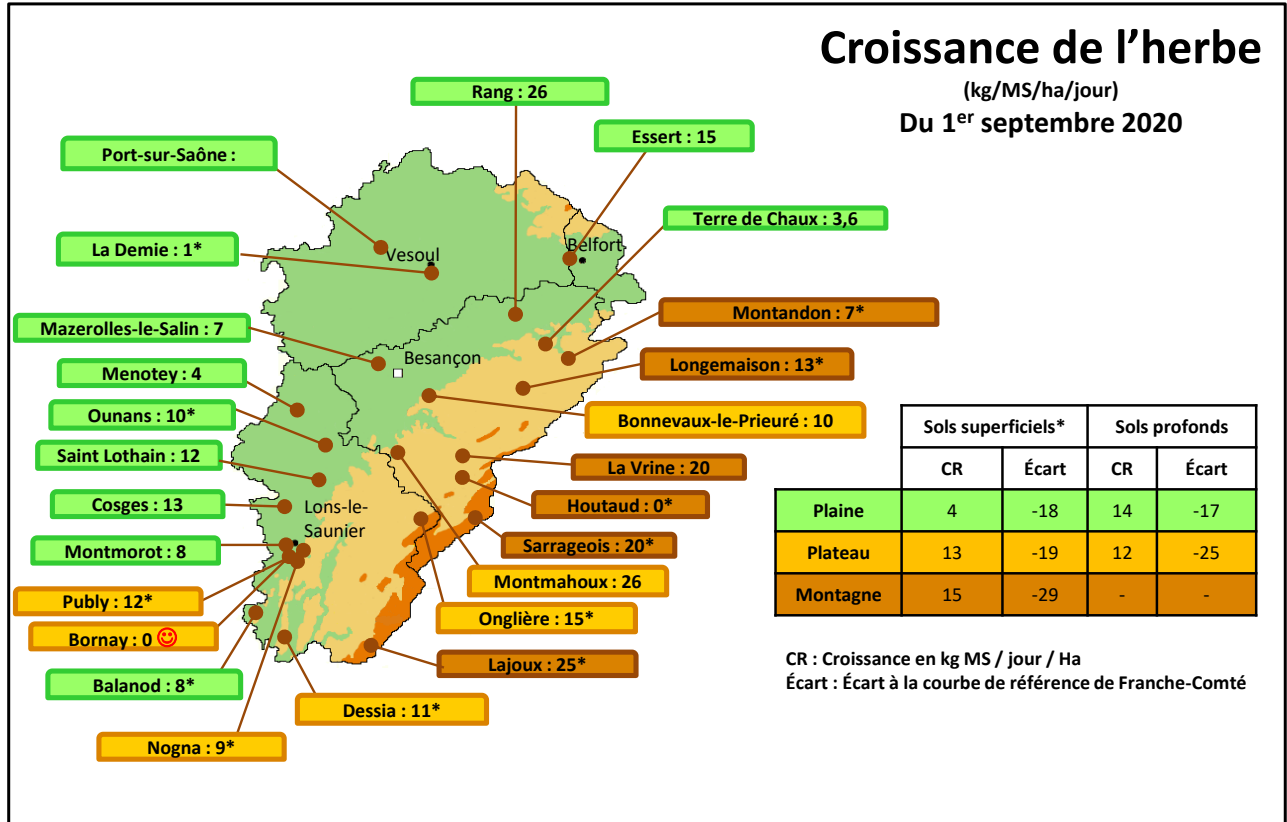 Croissance de l’herbe
(kg/MS/ha/jour)
Du 1er septembre 2020
Rang : 26
Essert : 15
Port-sur-Saône :
Terre de Chaux : 3,6
La Demie : 1*
Vesoul
Belfort
Mazerolles-le-Salin : 7
Montandon : 7*
Besançon
Longemaison : 13*
Menotey : 4
Ounans : 10*
Bonnevaux-le-Prieuré : 10
Saint Lothain : 12
La Vrine : 20
Cosges : 13
Lons-le-
Saunier
Houtaud : 0*
Montmorot : 8
Sarrageois : 20*
Publy : 12*
Montmahoux : 26
Bornay : 0
Onglière : 15*
Balanod : 8*
Lajoux : 25*
Dessia : 11*
Nogna : 9*
Sols superficiels* Sols profonds
CR Écart CR Écart
Plaine 4 -18 14 -17
Plateau 13 -19 12 -25
Montagne 15 -29 - -
CR : Croissance en kg MS / jour / Ha
Écart : Écart à la courbe de référence de Franche-Comté